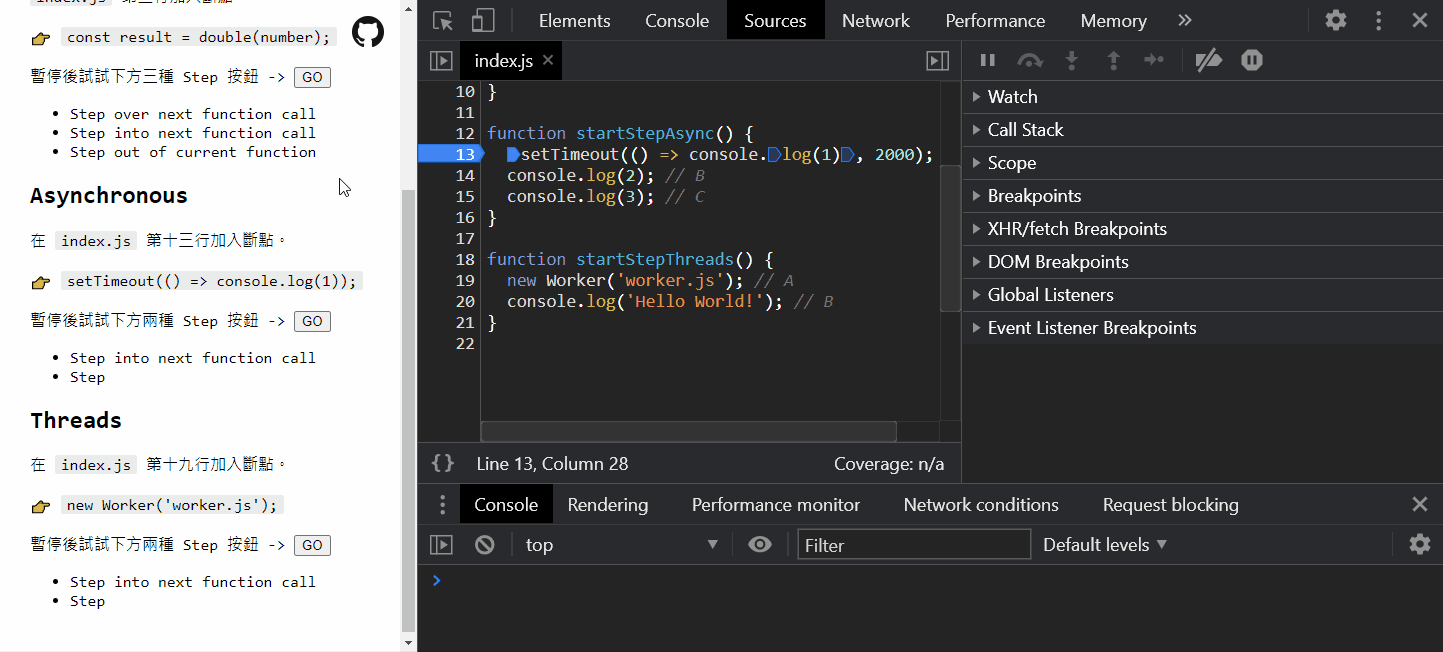 const result = double(number);
暫停後試試下方三種 Step 按鈕 -> GO
Step over next function call
Step into next function call
Step out of current function
Asynchronous
在 index.js 第十三行加入斷點。
setTimeout(() => console.log(1));
暫停後試試下方兩種 Step 按鈕 -> GO
Step into next function call
Step
Threads
在 index.js 第十九行加入斷點。
new Worker('worker.js');
暫停後試試下方兩種 Step 按鈕 -> GO
Step into next function call
Step
Elements Console Sources Network Performance Memory »
index.js ×
10 }
11
12 function startStepAsync() {
13 setTimeout(() => console.log(1), 2000);
14 console.log(2); // B
15 console.log(3); // C
16 }
17
18 function startStepThreads() {
19 new Worker('worker.js'); // A
20 console.log('Hello World!'); // B
21 }
22
{} Line 13, Column 28 Coverage: n/a
Watch
Call Stack
Scope
Breakpoints
XHR/fetch Breakpoints
DOM Breakpoints
Global Listeners
Event Listener Breakpoints
Console Rendering Performance monitor Network conditions Request blocking
top Filter Default levels